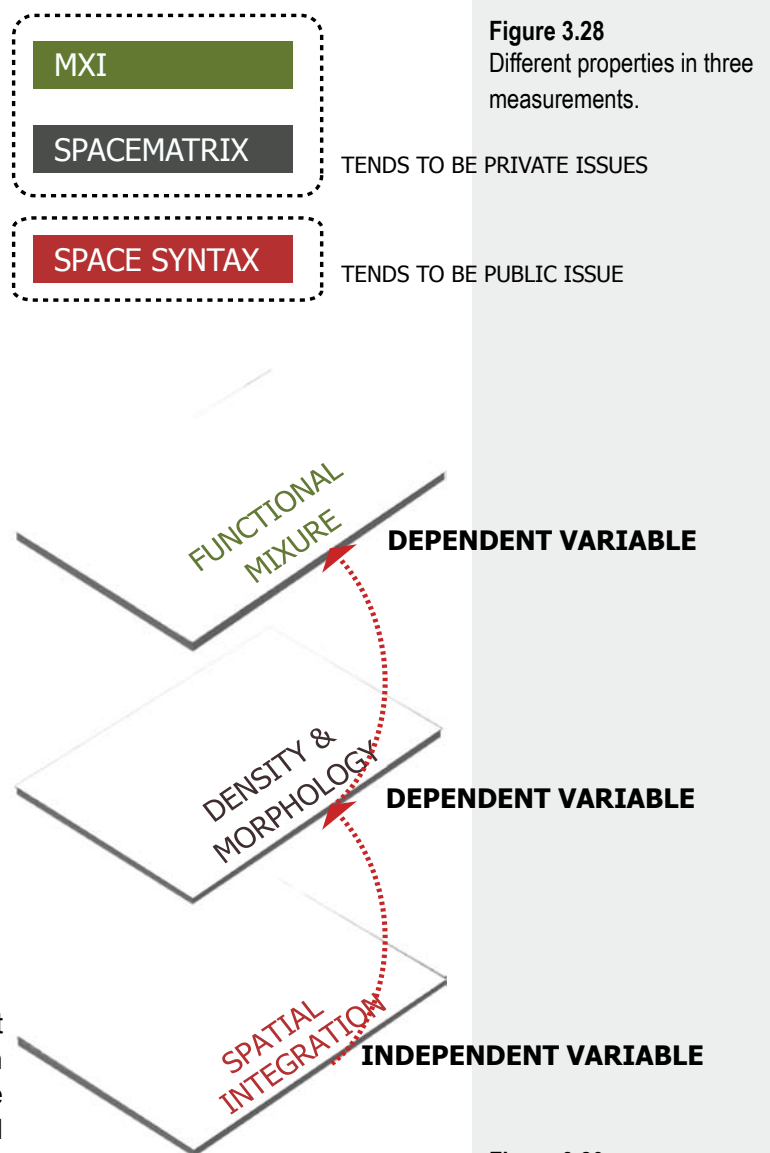 Figure 3.28
Different properties in three
measurements.
MXI
SPACEMATRIX
TENDS TO BE PRIVATE ISSUES
SPACE SYNTAX
TENDS TO BE PUBLIC ISSUE
FUNCTIONAL
MIXURE
DEPENDENT VARIABLE
DENSITY &
MORPHOLOGY
DEPENDENT VARIABLE
SPATIAL
INTEGRATION
INDEPENDENT VARIABLE